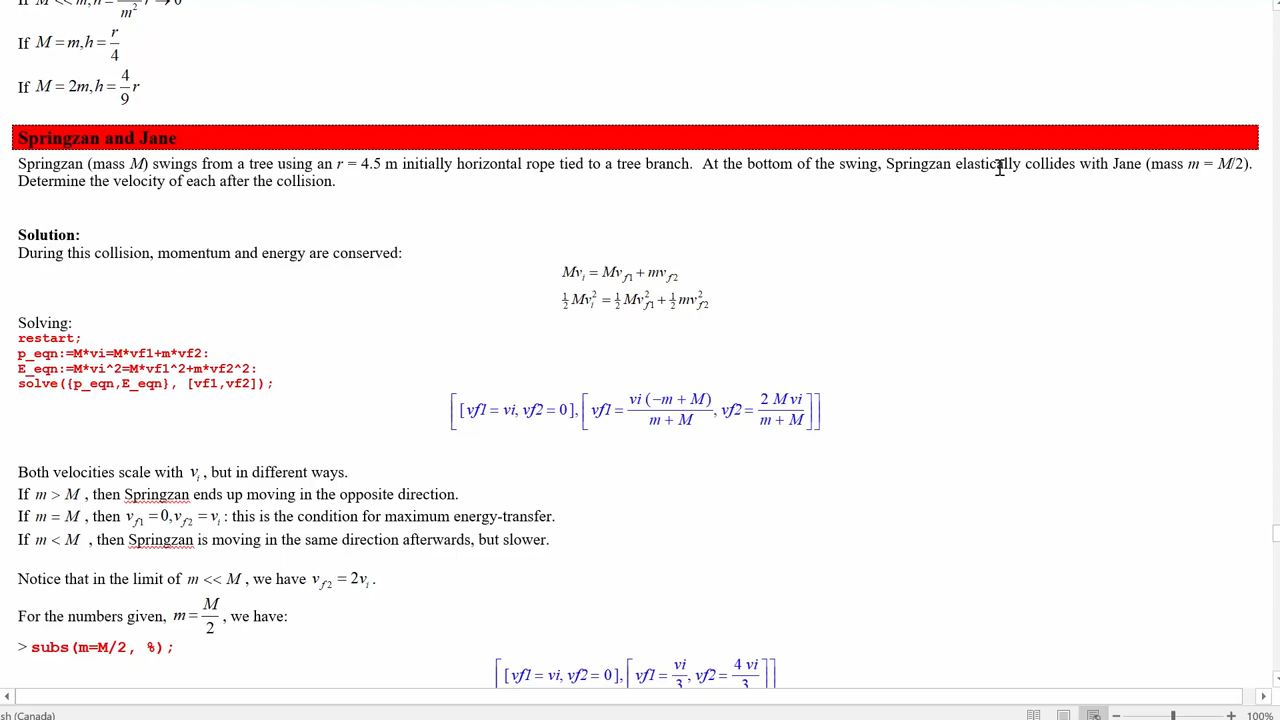 If M << m, h = M²/m² r → 0
If M = m, h = r/4
If M = 2m, h = 4/9 r
Springzan and Jane
Springzan (mass M) swings from a tree using an r = 4.5 m initially horizontal rope tied to a tree branch. At the bottom of the swing, Springzan elastically collides with Jane (mass m = M/2).
Determine the velocity of each after the collision.
Solution:
During this collision, momentum and energy are conserved:
Mv_i = Mv_f1 + mv_f2
½Mv_i² = ½Mv_f1² + ½mv_f2²
Solving:
restart;
p_eqn:=M*vi=M*vf1+m*vf2:
E_eqn:=M*vi^2=M*vf1^2+m*vf2^2:
solve({p_eqn,E_eqn}, [vf1,vf2]);
[[vf1 = vi, vf2 = 0], [vf1 = vi (−m + M)/(m + M), vf2 = 2 M vi/(m + M)]]
Both velocities scale with v_i, but in different ways.
If m > M, then Springzan ends up moving in the opposite direction.
If m = M, then v_f1 = 0, v_f2 = v_i: this is the condition for maximum energy-transfer.
If m < M, then Springzan is moving in the same direction afterwards, but slower.
Notice that in the limit of m << M, we have v_f2 = 2v_i.
For the numbers given, m = M/2, we have:
> subs(m=M/2, %);
[[vf1 = vi, vf2 = 0], [vf1 = vi/3, vf2 = 4 vi/3]]
sh (Canada)
100%